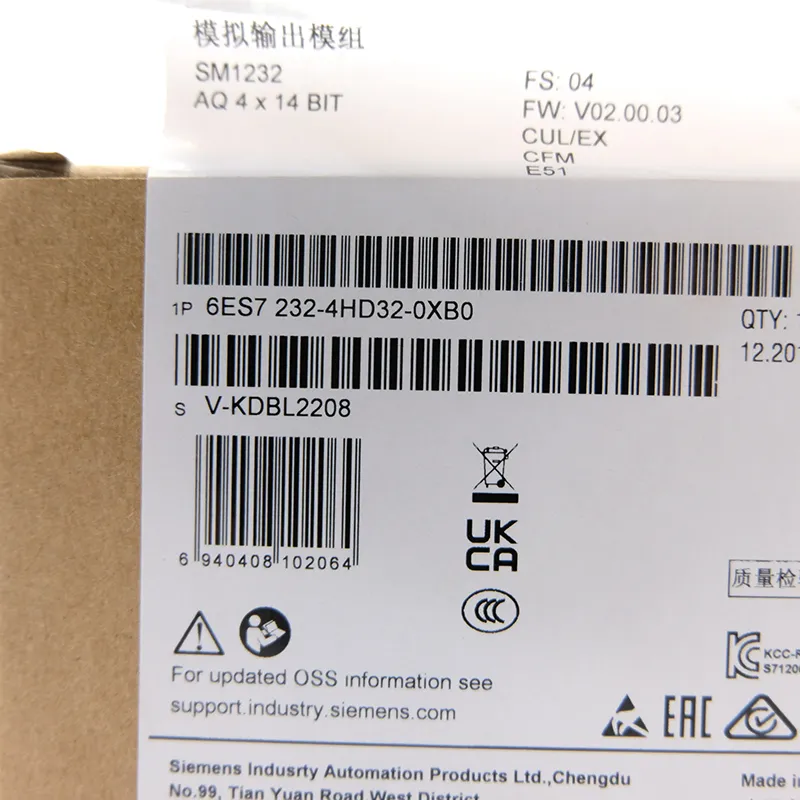 模拟输出模组
SM1232
AQ 4 x 14 BIT
FS: 04
FW: V02.00.03
CUL/EX
CFM
E51
1P 6ES7 232-4HD32-0XB0
QTY:
S V-KDBL2208
6 940408 102064
UK
CA
CCC
质量检
KCC-R
For updated OSS information see
support.industry.siemens.com
EAC
Siemens Indusrty Automation Products Ltd.,Chengdu
No.99, Tian Yuan Road,West District
Made in